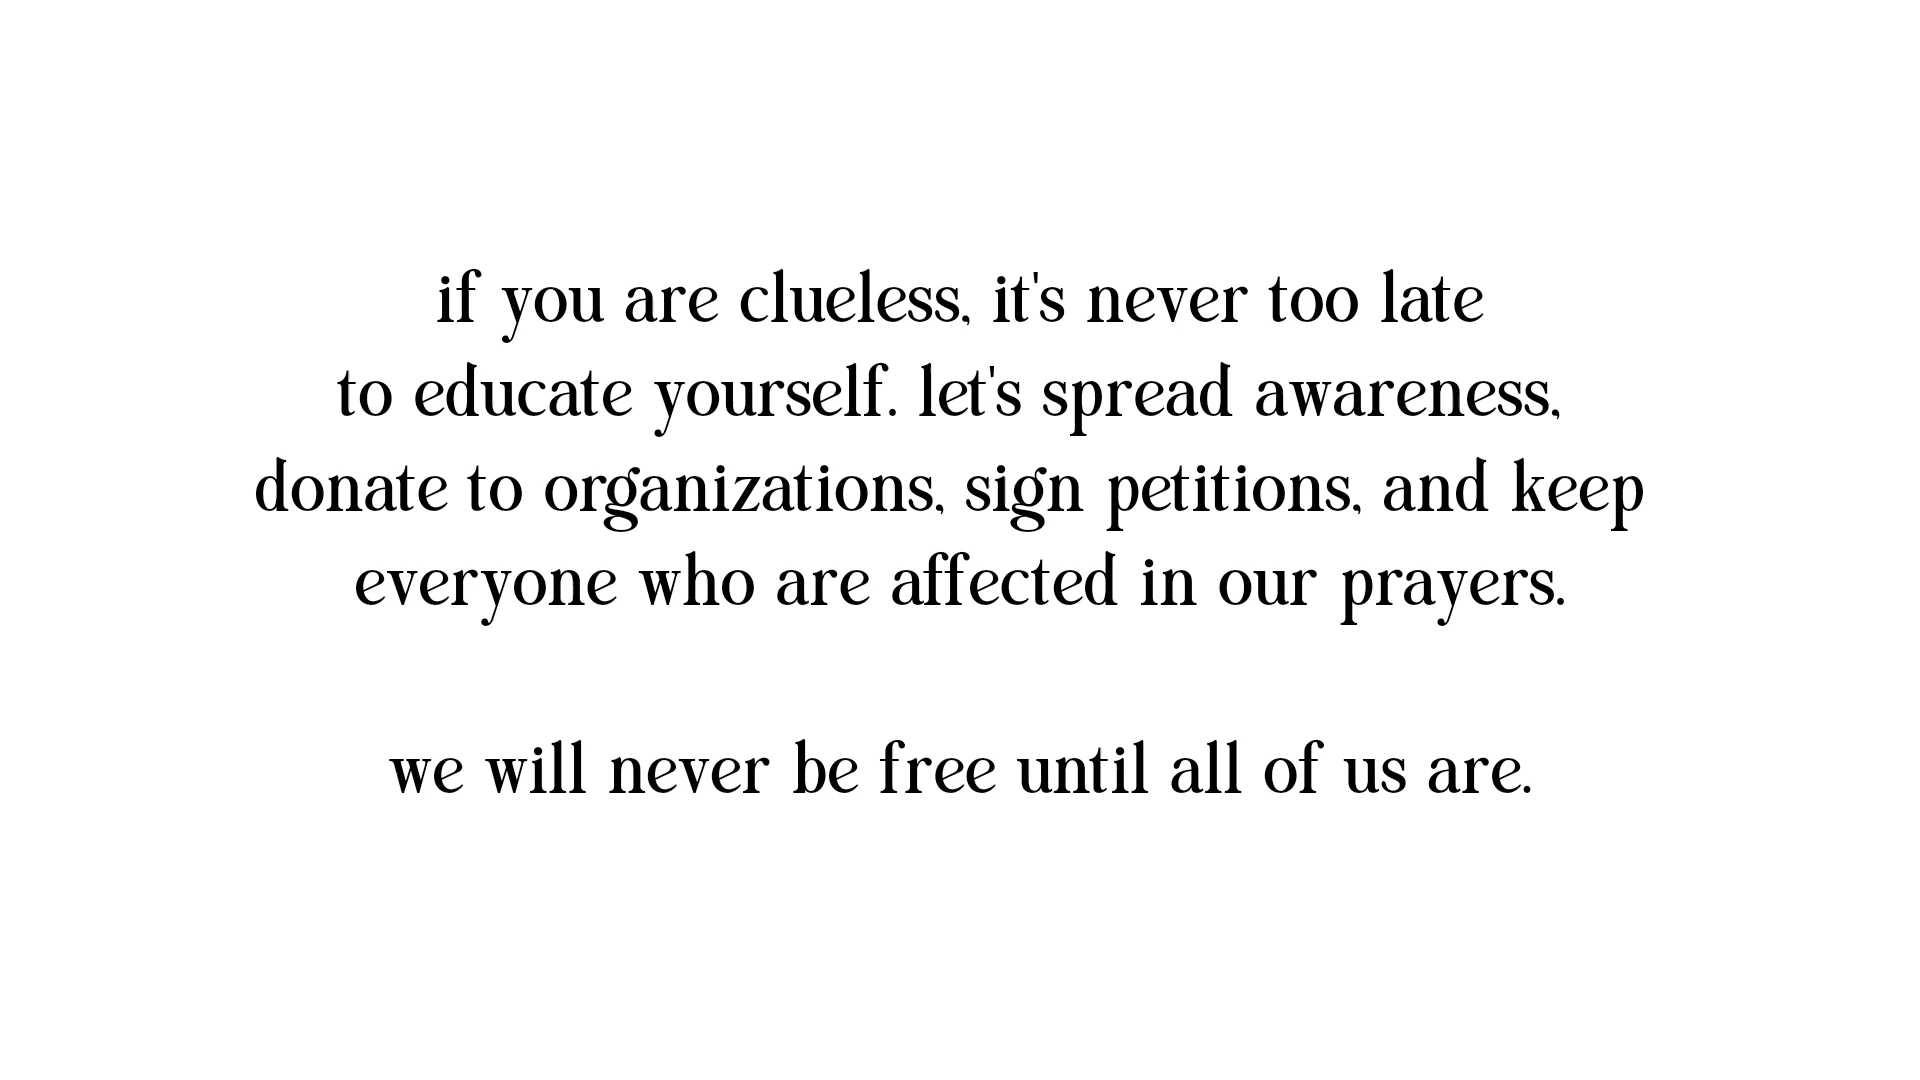 if you are clueless, it's never too late
to educate yourself. let's spread awareness,
donate to organizations, sign petitions, and keep
everyone who are affected in our prayers.
we will never be free until all of us are.